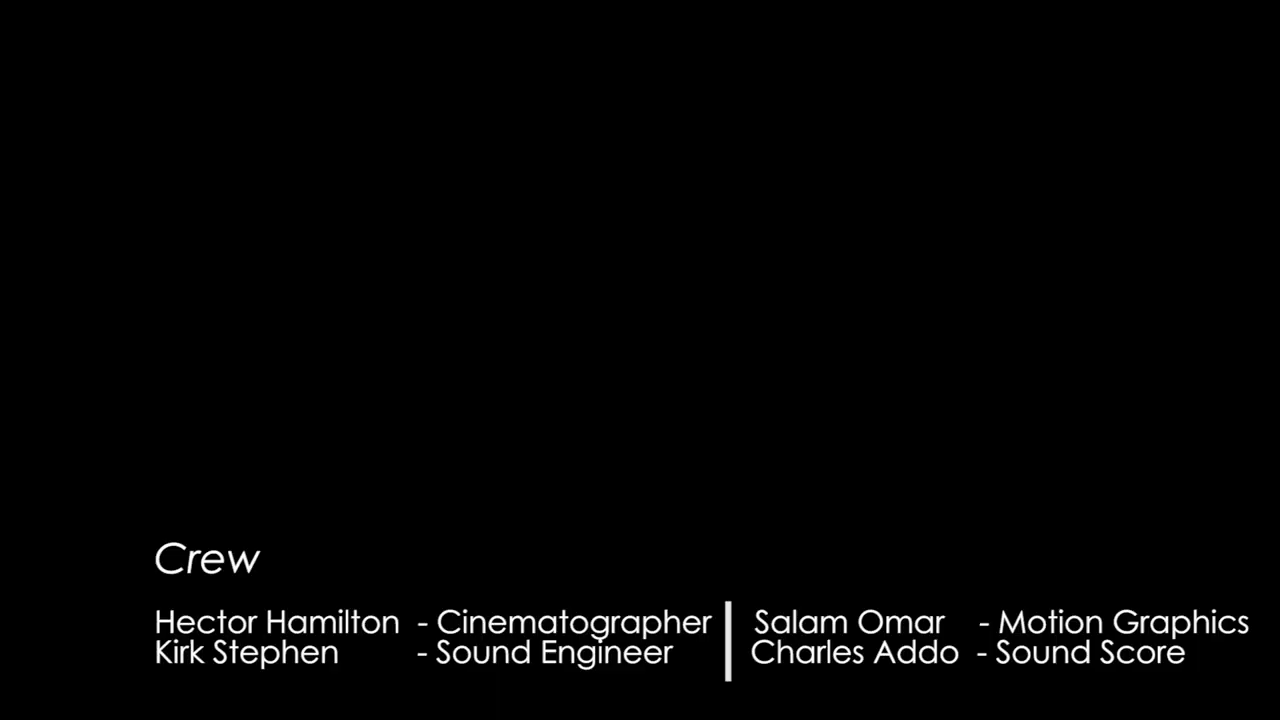 Crew
Hector Hamilton - Cinematographer | Salam Omar - Motion Graphics
Kirk Stephen - Sound Engineer | Charles Addo - Sound Score